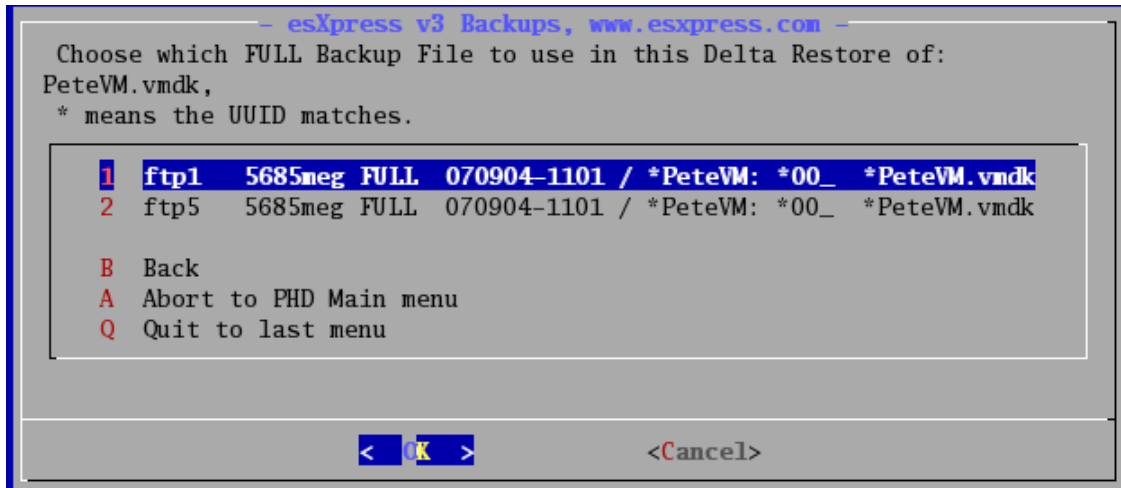 - esXpress v3 Backups, www.esxpress.com -
Choose which FULL Backup File to use in this Delta Restore of:
PeteVM.vmdk,
* means the UUID matches.
1 ftp1 5685meg FULL 070904-1101 / *PeteVM: *00_ *PeteVM.vmdk
2 ftp5 5685meg FULL 070904-1101 / *PeteVM: *00_ *PeteVM.vmdk
B Back
A Abort to PHD Main menu
Q Quit to last menu
< OK > <Cancel>